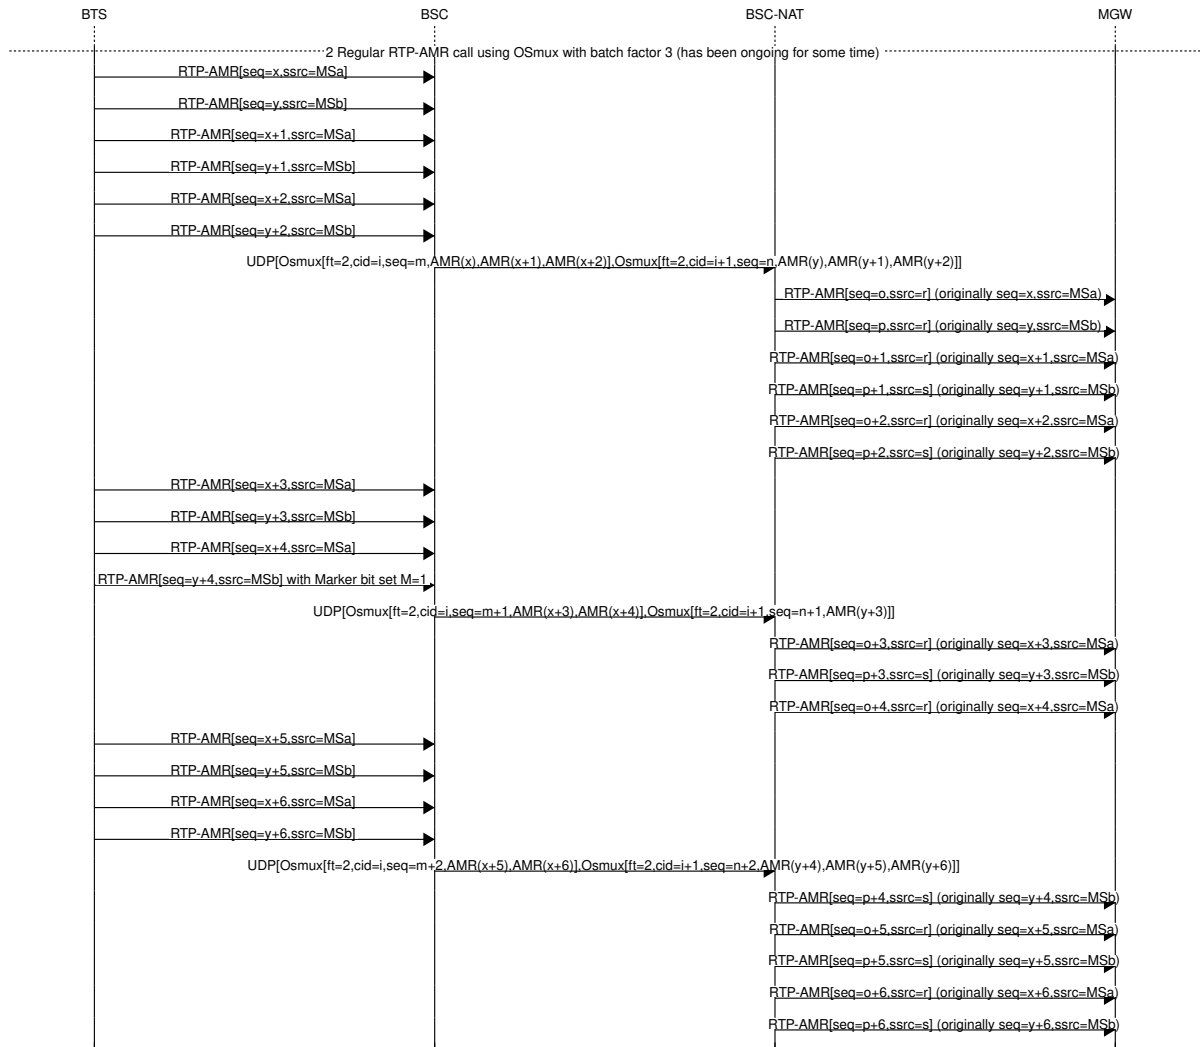 BTS BSC BSC-NAT MGW
2 Regular RTP-AMR call using OSmux with batch factor 3 (has been ongoing for some time)
RTP-AMR[seq=x,ssrc=MSa]
RTP-AMR[seq=y,ssrc=MSb]
RTP-AMR[seq=x+1,ssrc=MSa]
RTP-AMR[seq=y+1,ssrc=MSb]
RTP-AMR[seq=x+2,ssrc=MSa]
RTP-AMR[seq=y+2,ssrc=MSb]
UDP[Osmux[ft=2,cid=i,seq=m,AMR(x),AMR(x+1),AMR(x+2)],Osmux[ft=2,cid=i+1,seq=n,AMR(y),AMR(y+1),AMR(y+2)]]
RTP-AMR[seq=o,ssrc=r] (originally seq=x,ssrc=MSa)
RTP-AMR[seq=p,ssrc=r] (originally seq=y,ssrc=MSb)
RTP-AMR[seq=o+1,ssrc=r] (originally seq=x+1,ssrc=MSa)
RTP-AMR[seq=p+1,ssrc=s] (originally seq=y+1,ssrc=MSb)
RTP-AMR[seq=o+2,ssrc=r] (originally seq=x+2,ssrc=MSa)
RTP-AMR[seq=p+2,ssrc=s] (originally seq=y+2,ssrc=MSb)
RTP-AMR[seq=x+3,ssrc=MSa]
RTP-AMR[seq=y+3,ssrc=MSb]
RTP-AMR[seq=x+4,ssrc=MSa]
RTP-AMR[seq=y+4,ssrc=MSb] with Marker bit set M=1
UDP[Osmux[ft=2,cid=i,seq=m+1,AMR(x+3),AMR(x+4)],Osmux[ft=2,cid=i+1,seq=n+1,AMR(y+3)]]
RTP-AMR[seq=o+3,ssrc=r] (originally seq=x+3,ssrc=MSa)
RTP-AMR[seq=p+3,ssrc=s] (originally seq=y+3,ssrc=MSb)
RTP-AMR[seq=o+4,ssrc=r] (originally seq=x+4,ssrc=MSa)
RTP-AMR[seq=x+5,ssrc=MSa]
RTP-AMR[seq=y+5,ssrc=MSb]
RTP-AMR[seq=x+6,ssrc=MSa]
RTP-AMR[seq=y+6,ssrc=MSb]
UDP[Osmux[ft=2,cid=i,seq=m+2,AMR(x+5),AMR(x+6)],Osmux[ft=2,cid=i+1,seq=n+2,AMR(y+4),AMR(y+5),AMR(y+6)]]
RTP-AMR[seq=p+4,ssrc=s] (originally seq=y+4,ssrc=MSb)
RTP-AMR[seq=o+5,ssrc=r] (originally seq=x+5,ssrc=MSa)
RTP-AMR[seq=p+5,ssrc=s] (originally seq=y+5,ssrc=MSb)
RTP-AMR[seq=o+6,ssrc=r] (originally seq=x+6,ssrc=MSa)
RTP-AMR[seq=p+6,ssrc=s] (originally seq=y+6,ssrc=MSb)